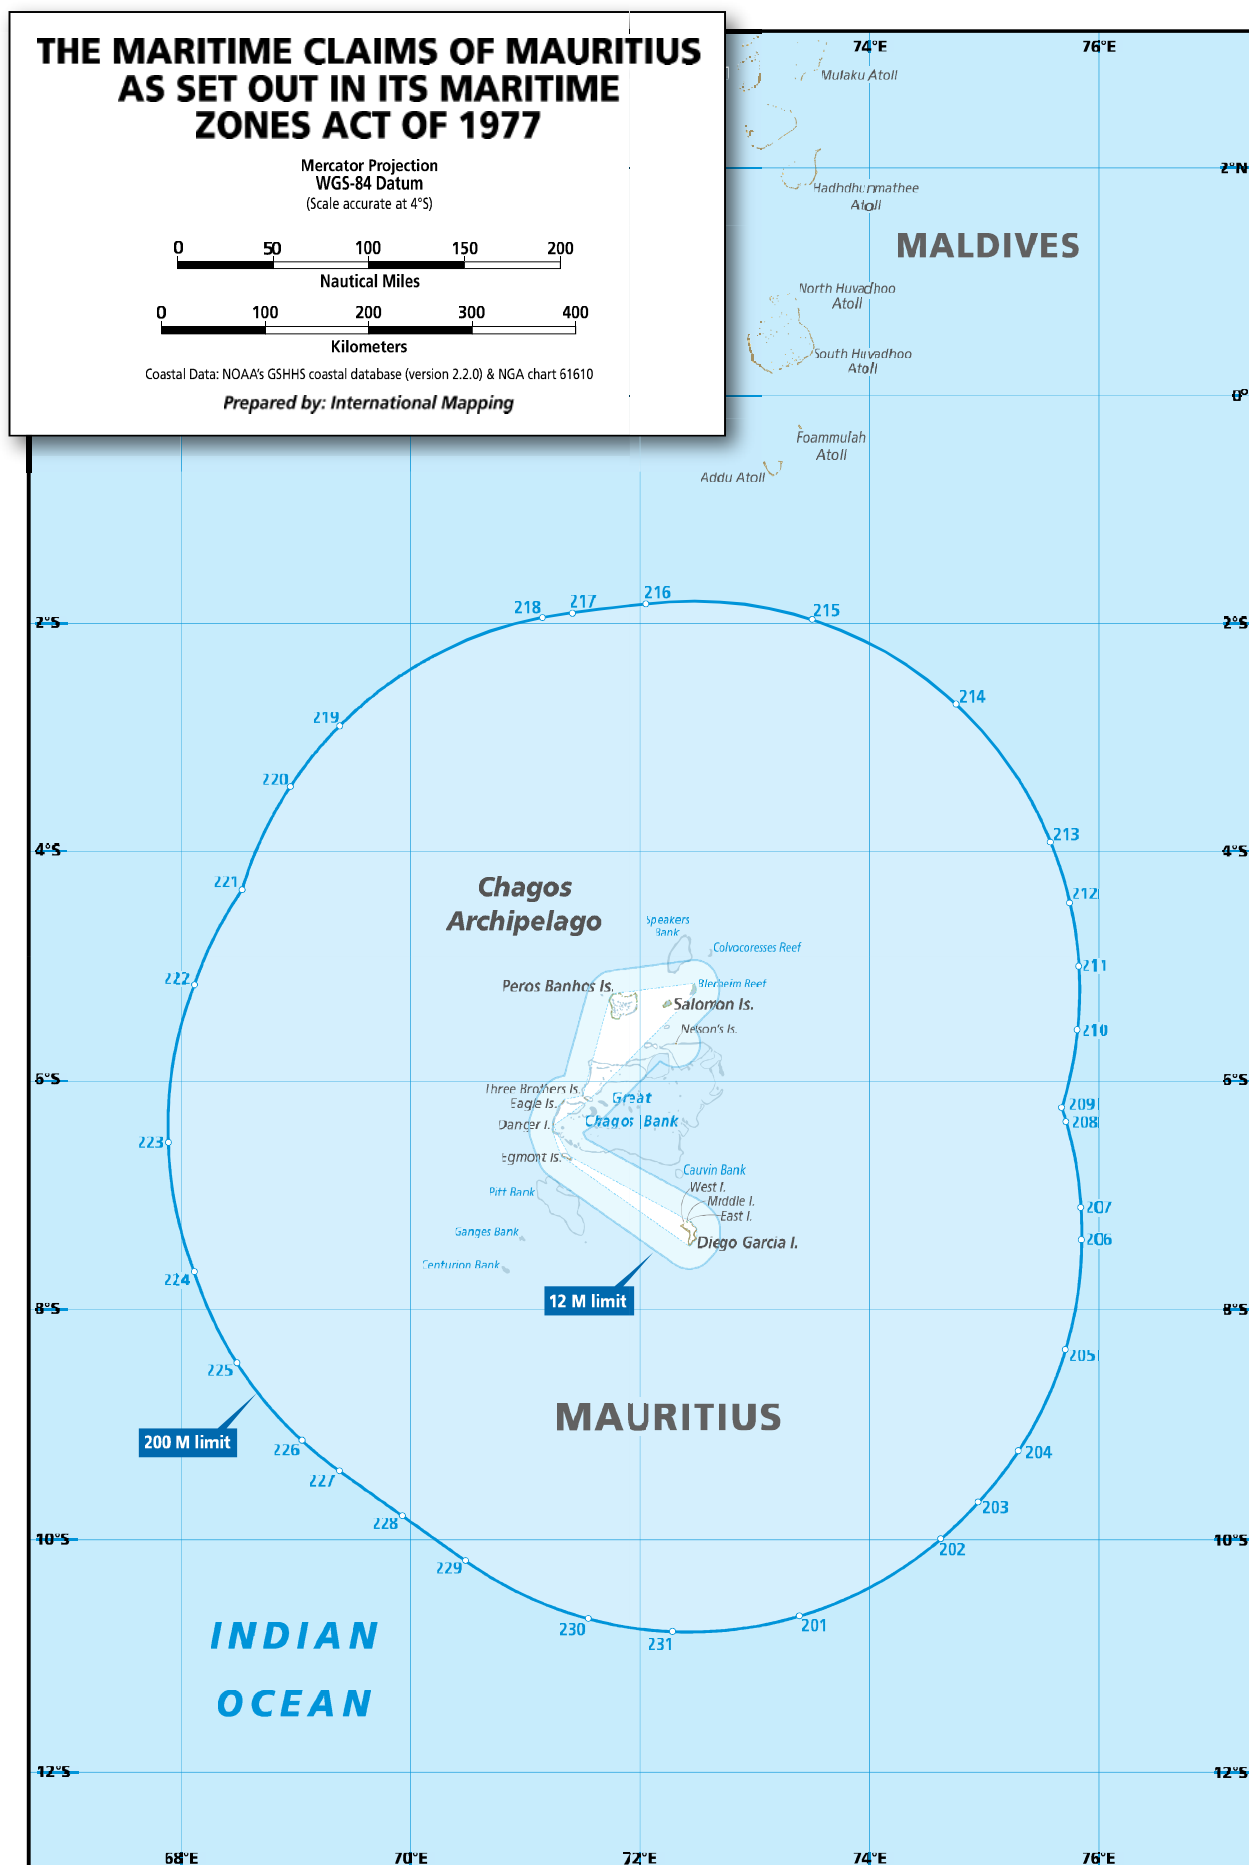 THE MARITIME CLAIMS OF MAURITIUS
AS SET OUT IN ITS MARITIME
ZONES ACT OF 1977
Mercator Projection
WGS-84 Datum
(Scale accurate at 4°S)
0 50 100 150 200
Nautical Miles
0 100 200 300 400
Kilometers
Coastal Data: NOAA's GSHHS coastal database (version 2.2.0) & NGA chart 61610
Prepared by: International Mapping
74°E 76°E
Mulaku Atoll
2°N
Hadhdhunmathee
Atoll
MALDIVES
North Huvadhoo
Atoll
South Huvadhoo
Atoll
0°
Foammulah
Atoll
Addu Atoll
218 217 216 215
2°S 2°S
219 214
220
213
4°S 4°S
221 212
Chagos
Archipelago
Speakers
Bank
Colvocoresses Reef
222 211
Peros Banhos Is.
Blenheim Reef
Salomon Is.
Nelson's Is.
210
6°S 6°S
Three Brothers Is.
Eagle Is.
Great
Chagos Bank
209
208
Danger I.
223
Egmont Is.
Cauvin Bank
Pitt Bank
West I.
Middle I.
East I.
207
Ganges Bank
206
Diego Garcia I.
Centurion Bank
224
12 M limit
8°S 8°S
225 205
MAURITIUS
200 M limit
226 204
227
203
228
10°S 10°S
202
229
230 201
231
INDIAN
OCEAN
12°S 12°S
68°E 70°E 72°E 74°E 76°E